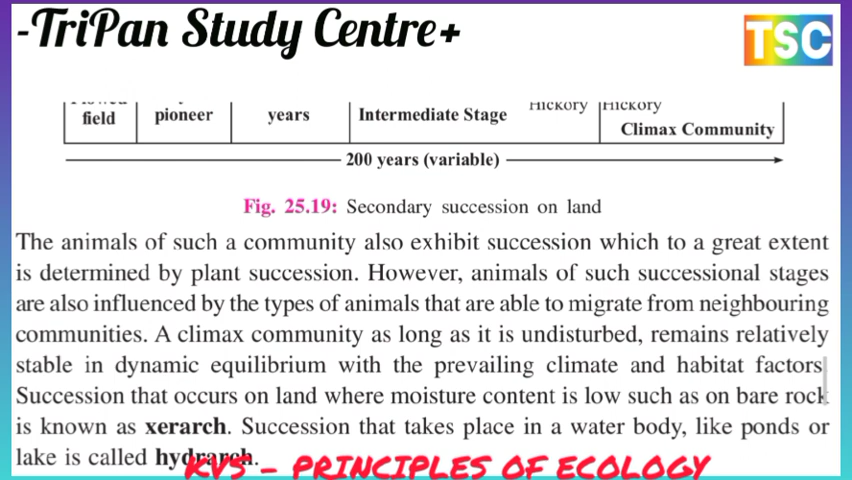 -TriPan Study Centre+
TSC
Hickory Hickory
field pioneer years Intermediate Stage
Climax Community
200 years (variable)
Fig. 25.19: Secondary succession on land
The animals of such a community also exhibit succession which to a great extent
is determined by plant succession. However, animals of such successional stages
are also influenced by the types of animals that are able to migrate from neighbouring
communities. A climax community as long as it is undisturbed, remains relatively
stable in dynamic equilibrium with the prevailing climate and habitat factors
Succession that occurs on land where moisture content is low such as on bare rock
is known as xerarch. Succession that takes place in a water body, like ponds or
lake is called hydrarch.
KVS - PRINCIPLES OF ECOLOGY